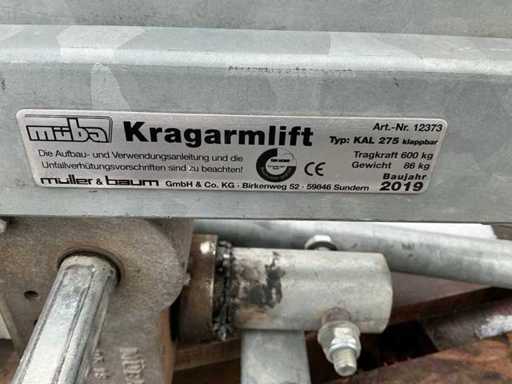 müba Kragarmlift
Art.-Nr. 12373
Typ: KAL 275 klappbar
Die Aufbau- und Verwendungsanleitung und die
Unfallverhütungsvorschriften sind zu beachten!
Tragkraft 600 kg
Gewicht 86 kg
Baujahr
2019
müller & baum GmbH & Co. KG · Birkenweg 52 · 59846 Sundern
CE